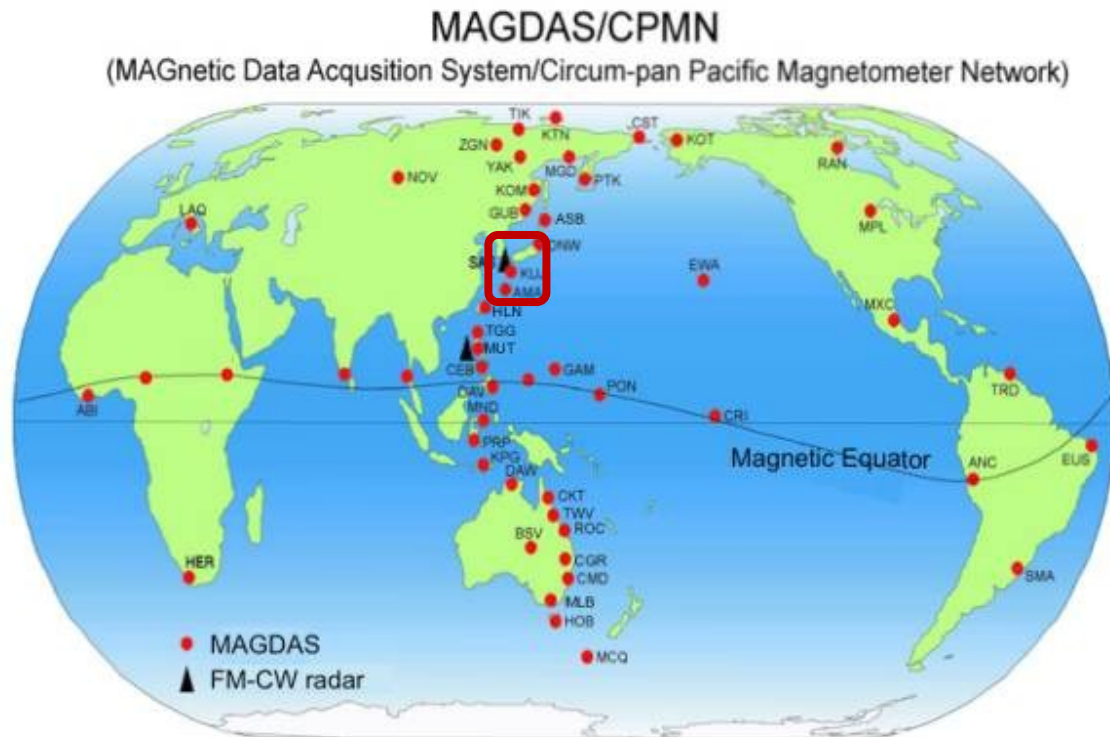 MAGDAS/CPMN
(MAGnetic Data Acqusition System/Circum-pan Pacific Magnetometer Network)
TIK
KTN
CST
KOT
ZGN
RAN
YAK
MGD
PTK
NOV
KOM
LAQ
GUB
ASB
MPL
ONW
KUJ
EWA
AMA
HLN
MXC
TGG
MUT
CEB
GAM
DAV
PON
TRD
ABI
MND
CRI
PRP
Magnetic Equator
ANC
EUS
KPG
DAW
CKT
TWV
BSV
ROC
HER
CGR
CMD
SMA
MLB
HOB
MAGDAS
MCQ
FM-CW radar